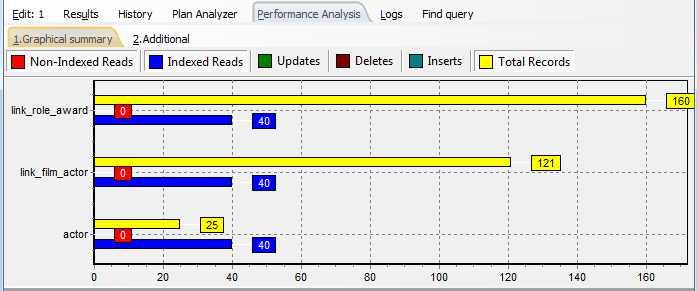 Edit: 1 Results History Plan Analyzer Performance Analysis Logs Find query
1.Graphical summary 2.Additional
Non-Indexed Reads Indexed Reads Updates Deletes Inserts Total Records
160
link_role_award 0
40
121
link_film_actor 0
40
25
actor 0
40
0 20 40 60 80 100 120 140 160